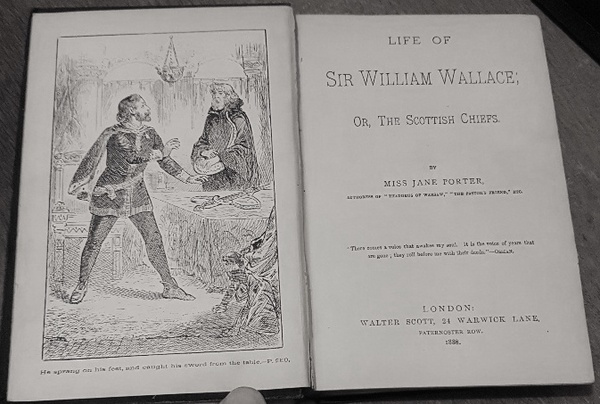 He sprang on his feet, and caught his sword from the table.—P. 270.
LIFE OF
SIR WILLIAM WALLACE;
OR, THE SCOTTISH CHIEFS.
BY
MISS JANE PORTER,
AUTHORESS OF "THADDEUS OF WARSAW," "THE PASTOR'S FIRESIDE," ETC.
"There comes a voice that awakes my soul. It is the voice of years that
are gone; they roll before me with their deeds."—OSSIAN.
LONDON:
WALTER SCOTT, 24 WARWICK LANE,
PATERNOSTER ROW.
1888.